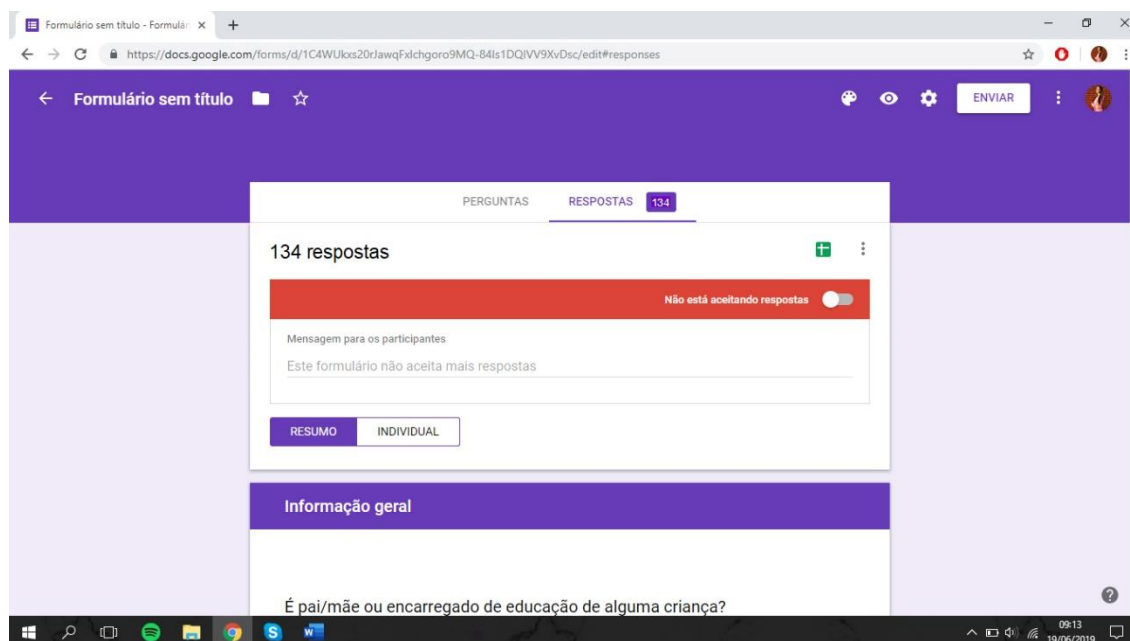 Formulário sem título - Formulár
https://docs.google.com/forms/d/1C4WUkxs20rJawqFxlchgoro9MQ-84ls1DQlVV9XvDsc/edit#responses
Formulário sem título
ENVIAR
PERGUNTAS RESPOSTAS 134
134 respostas
Não está aceitando respostas
Mensagem para os participantes
Este formulário não aceita mais respostas
RESUMO INDIVIDUAL
Informação geral
É pai/mãe ou encarregado de educação de alguma criança?
09:13
19/06/2019